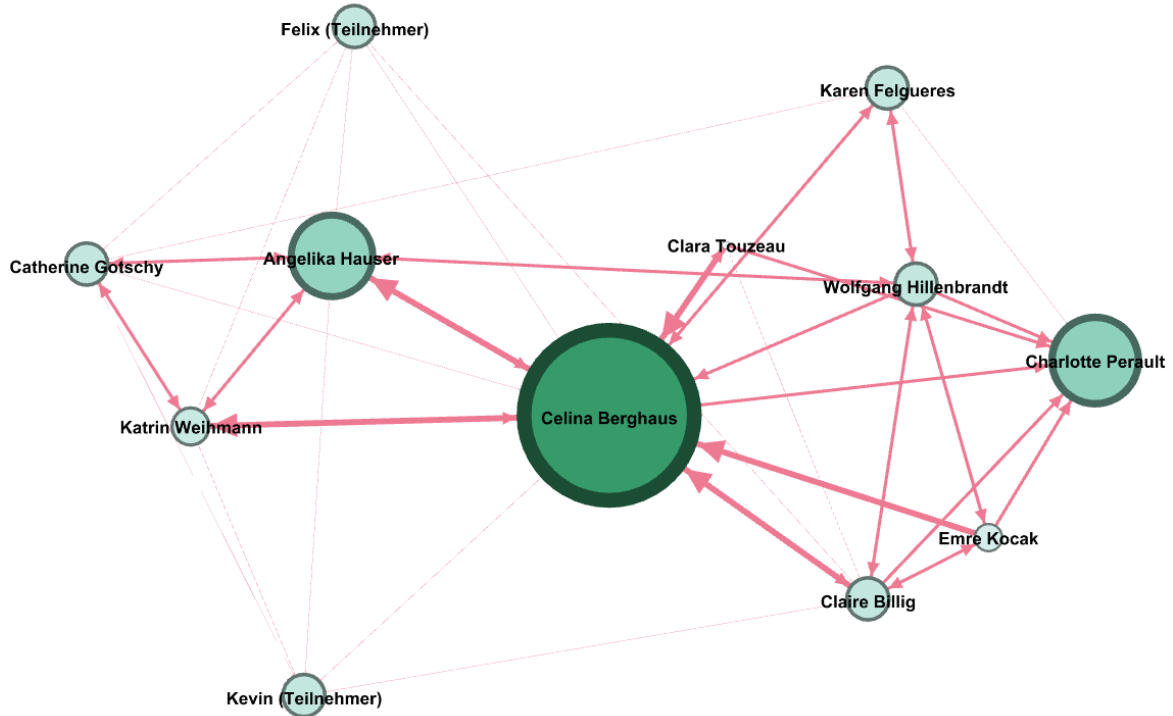 Felix (Teilnehmer)
Karen Felgueres
Clara Touzeau
Catherine Gotschy
Angelika Hauser
Wolfgang Hillenbrandt
Charlotte Perault
Celina Berghaus
Katrin Weihmann
Emre Kocak
Claire Billig
Kevin (Teilnehmer)